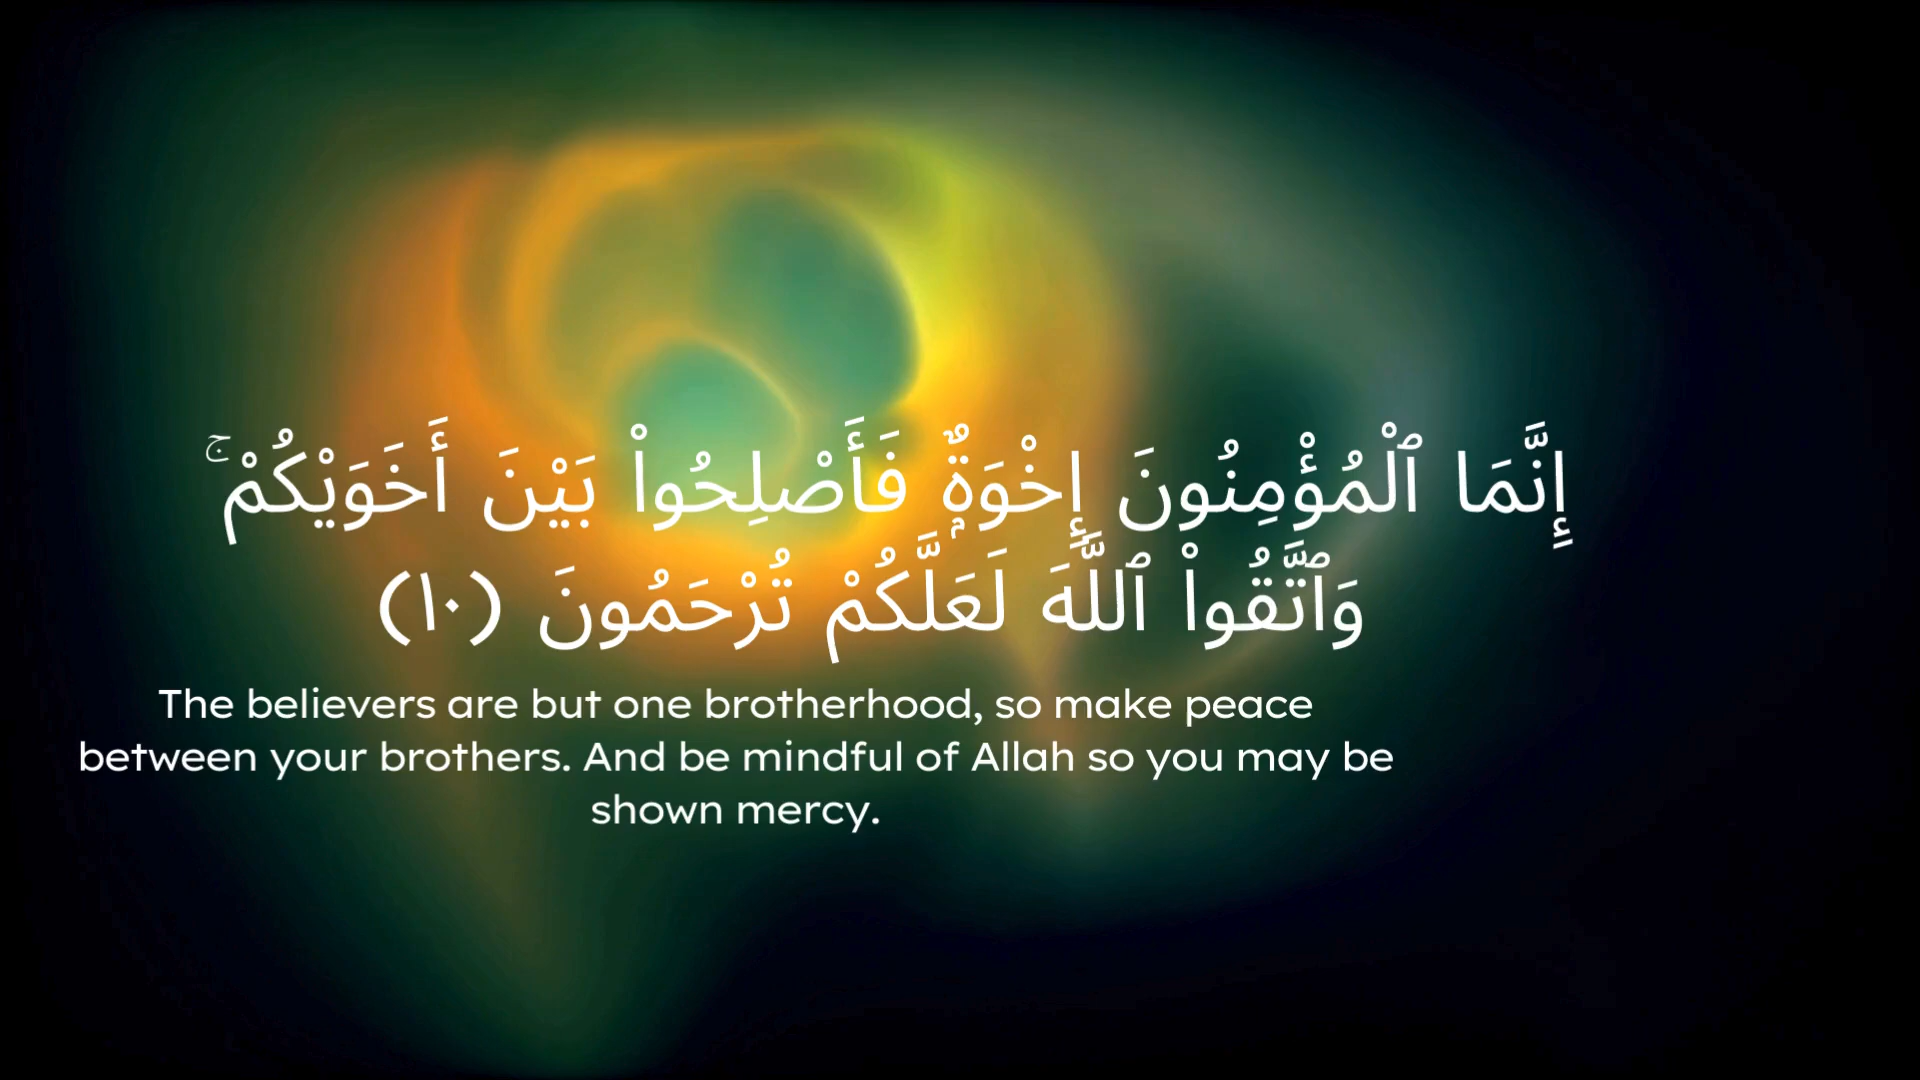 إِنَّمَا ٱلْمُؤْمِنُونَ إِخْوَةٌ فَأَصْلِحُوا۟ بَيْنَ أَخَوَيْكُمْ ۚ
وَٱتَّقُوا۟ ٱللَّهَ لَعَلَّكُمْ تُرْحَمُونَ (١٠)
The believers are but one brotherhood, so make peace
between your brothers. And be mindful of Allah so you may be
shown mercy.